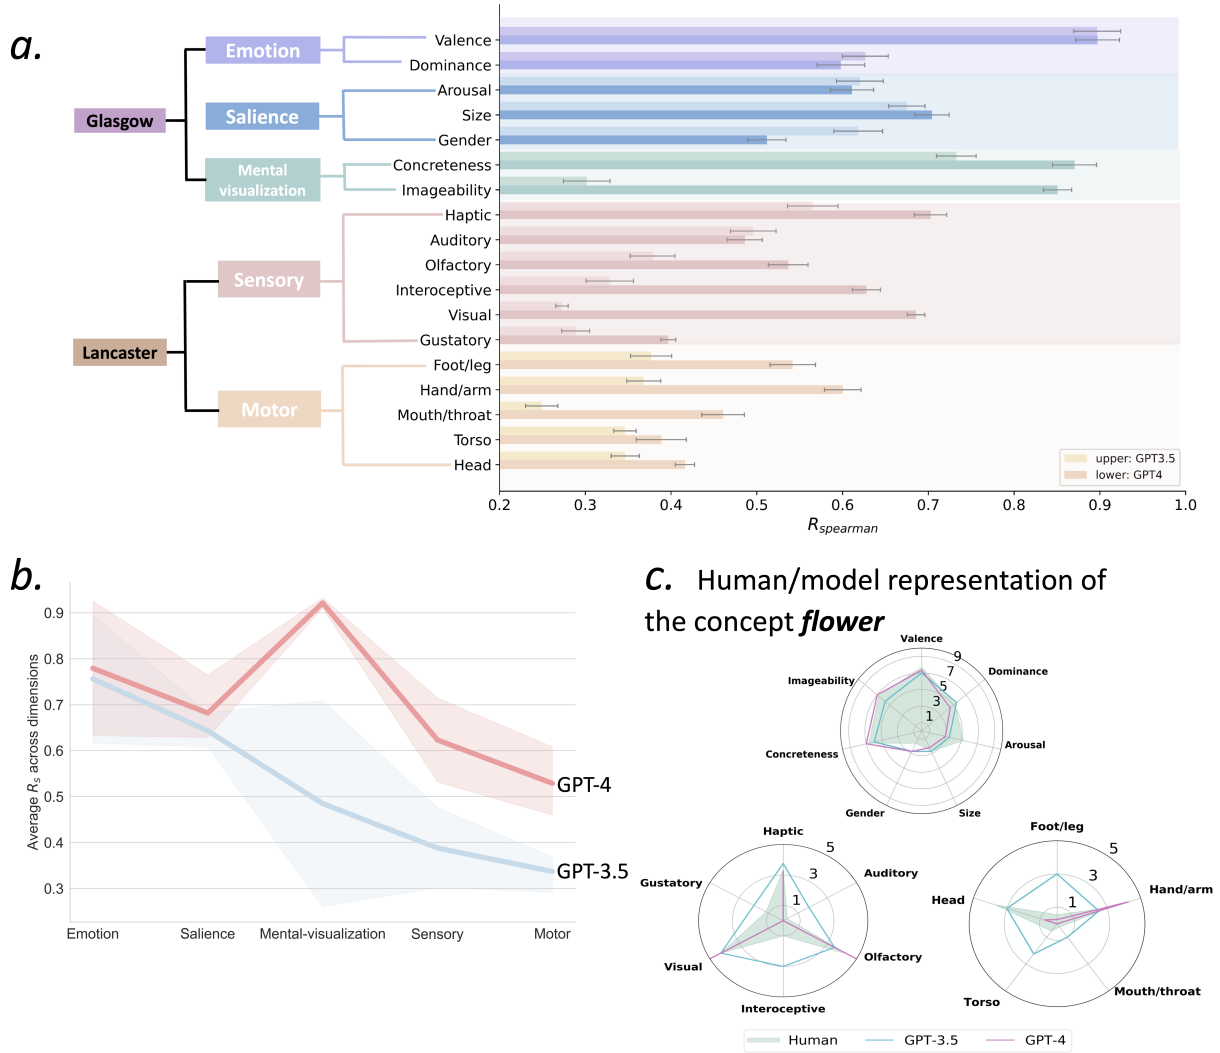 a.
Glasgow
Emotion
Salience
Mental
visualization
Lancaster
Sensory
Motor
Valence
Dominance
Arousal
Size
Gender
Concreteness
Imageability
Haptic
Auditory
Olfactory
Interoceptive
Visual
Gustatory
Foot/leg
Hand/arm
Mouth/throat
Torso
Head
upper: GPT3.5
lower: GPT4
0.2 0.3 0.4 0.5 0.6 0.7 0.8 0.9 1.0
Rspearman
b.
Average Rs across dimensions
0.9
0.8
0.7
0.6
0.5
0.4
0.3
GPT-4
GPT-3.5
Emotion Salience Mental-visualization Sensory Motor
c. Human/model representation of
the concept flower
Valence
Dominance
Arousal
Size
Gender
Concreteness
Imageability
9
7
5
3
1
Haptic
Auditory
Olfactory
Interoceptive
Visual
Gustatory
5
3
1
Foot/leg
Hand/arm
Mouth/throat
Torso
Head
5
3
1
Human GPT-3.5 GPT-4